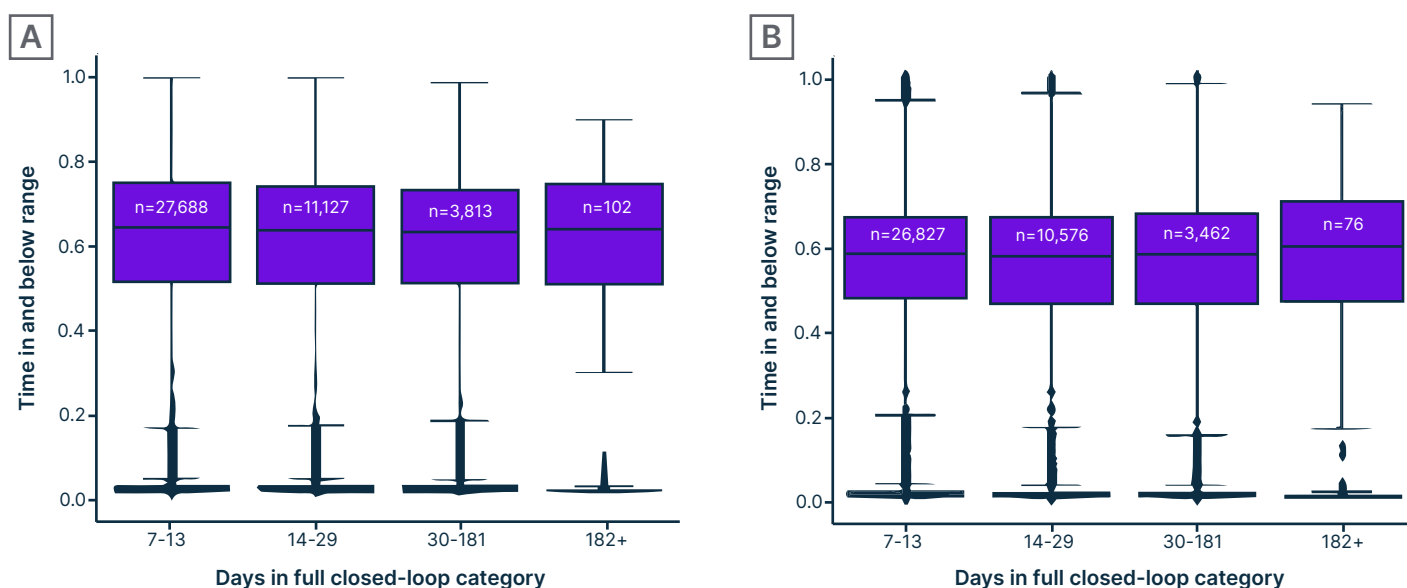 A
Time in and below range
1.0
0.8
0.6
0.4
0.2
0.0
n=27,688
n=11,127
n=3,813
n=102
7-13
14-29
30-181
182+
Days in full closed-loop category
B
Time in and below range
1.0
0.8
0.6
0.4
0.2
0.0
n=26,827
n=10,576
n=3,462
n=76
7-13
14-29
30-181
182+
Days in full closed-loop category